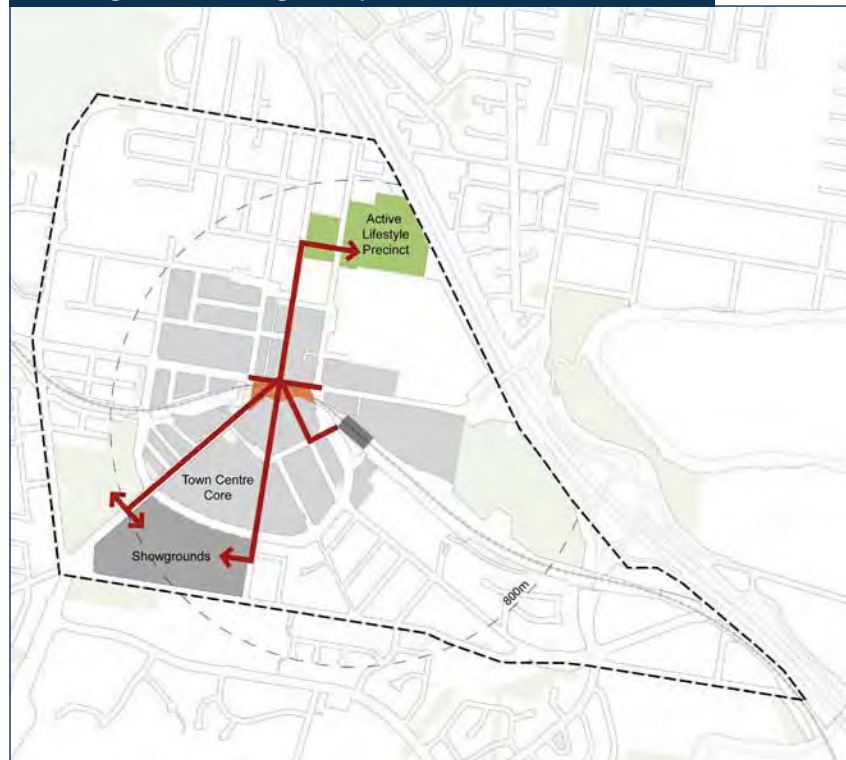 Active
Lifestyle
Precinct
Town Centre
Core
Showgrounds
800m